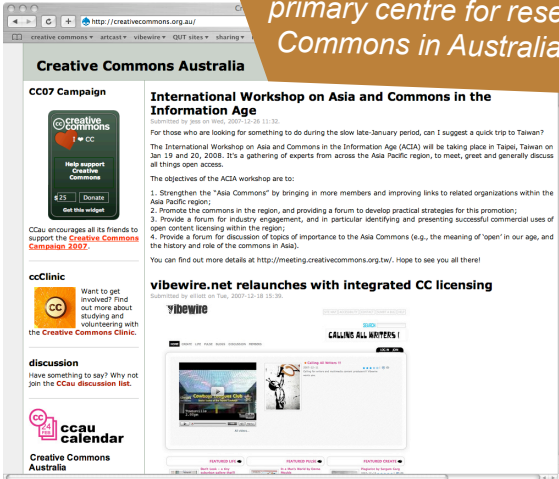 primary centre for rese
Commons in Australia
http://creativecommons.org.au/
creative commons ▾ artcast ▾ vibewire ▾ QUT sites ▾ sharing ▾
Creative Commons Australia
CC07 Campaign
creative
commons
I ❤ CC
Help support
Creative
Commons
$ 25 Donate
Get this widget
CCau encourages all its friends to
support the Creative Commons
Campaign 2007.
ccClinic
Want to get
involved? Find
out more about
studying and
volunteering with
the Creative Commons Clinic.
discussion
Have something to say? Why not
join the CCau discussion list.
24
FEB
ccau
calendar
Creative Commons
Australia
International Workshop on Asia and Commons in the
Information Age
Submitted by jess on Wed, 2007-12-26 11:32.
For those who are looking for something to do during the slow late-January period, can I suggest a quick trip to Taiwan?
The International Workshop on Asia and Commons in the Information Age (ACIA) will be taking place in Taipei, Taiwan on
Jan 19 and 20, 2008. It's a gathering of experts from across the Asia Pacific region, to meet, greet and generally discuss
all things open access.
The objectives of the ACIA workshop are to:
1. Strengthen the "Asia Commons" by bringing in more members and improving links to related organizations within the
Asia Pacific region;
2. Promote the commons in the region, and providing a forum to develop practical strategies for this promotion;
3. Provide a forum for industry engagement, and in particular identifying and presenting successful commercial uses of
open content licensing within the region;
4. Provide a forum for discussion of topics of importance to the Asia Commons (e.g., the meaning of 'open' in our age, and
the history and role of the commons in Asia).
You can find out more details at http://meeting.creativecommons.org.tw/. Hope to see you all there!
vibewire.net relaunches with integrated CC licensing
Submitted by elliott on Tue, 2007-12-18 15:39.
vibewire
CALLING ALL WRITERS !
LOG IN JOIN
FEATURED LIFE
FEATURED PULSE
FEATURED CREATE